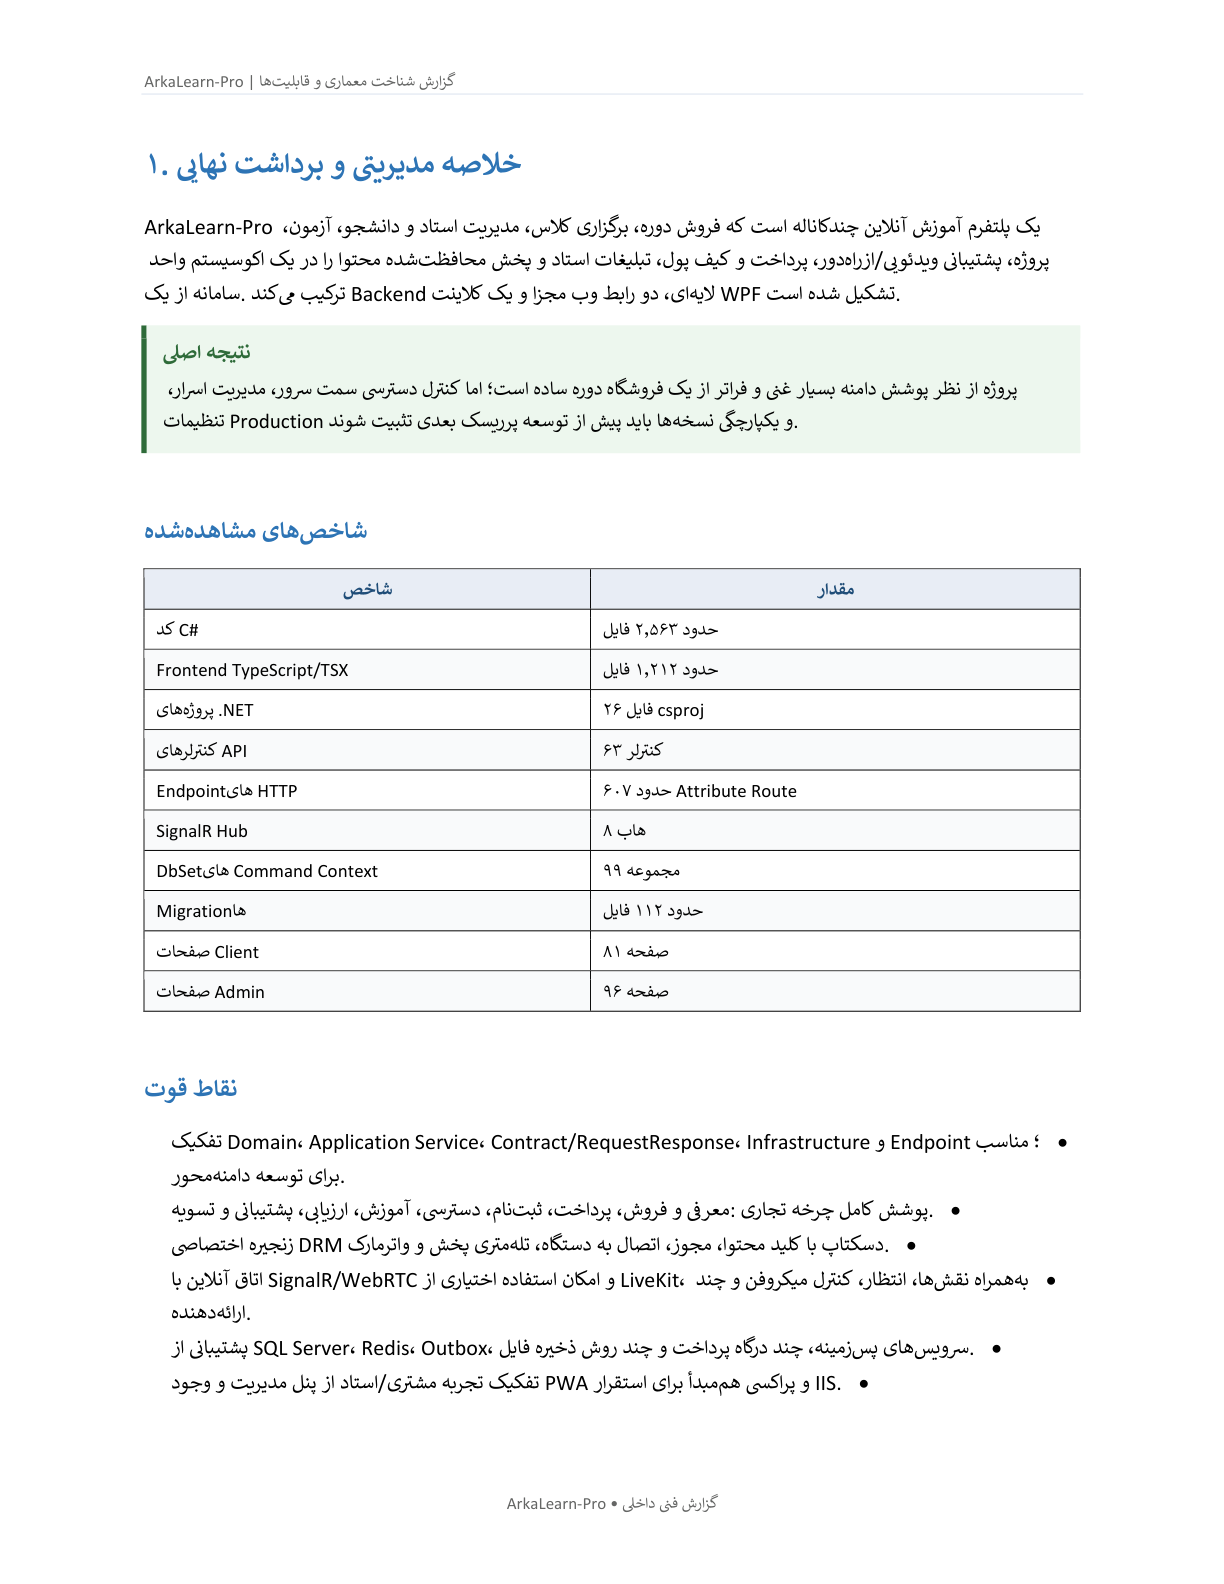 گزارش شناخت معماری و قابلیت‌ها | ArkaLearn-Pro
۱. خلاصه مدیریتی و برداشت نهایی
ArkaLearn-Pro یک پلتفرم آموزش آنلاین چندکاناله است که فروش دوره، برگزاری کلاس، مدیریت استاد و دانشجو، آزمون،
پروژه، پشتیبانی ویدئویی/ازراه‌دور، پرداخت و کیف پول، تبلیغات استاد و پخش محافظت‌شده محتوا را در یک اکوسیستم واحد
ترکیب می‌کند. سامانه از یک Backend لایه‌ای، دو رابط وب مجزا و یک کلاینت WPF تشکیل شده است.
نتیجه اصلی
پروژه از نظر پوشش دامنه بسیار غنی و فراتر از یک فروشگاه دوره ساده است؛ اما کنترل دسترسی سمت سرور، مدیریت اسرار،
تنظیمات Production و یکپارچگی نسخه‌ها باید پیش از توسعه پرریسک بعدی تثبیت شوند.
شاخص‌های مشاهده‌شده
شاخص	مقدار
کد C#	حدود ۲,۵۶۳ فایل
Frontend TypeScript/TSX	حدود ۱,۲۱۲ فایل
پروژه‌های .NET	۲۶ فایل csproj
کنترلرهای API	۶۳ کنترلر
Endpointهای HTTP	حدود ۶۰۷ Attribute Route
SignalR Hub	۸ هاب
DbSetهای Command Context	۹۹ مجموعه
Migrationها	حدود ۱۱۲ فایل
صفحات Client	۸۱ صفحه
صفحات Admin	۹۶ صفحه
نقاط قوت
• تفکیک Domain، Application Service، Contract/RequestResponse، Infrastructure و Endpoint؛ مناسب
برای توسعه دامنه‌محور.
• پوشش کامل چرخه تجاری: معرفی و فروش، پرداخت، ثبت‌نام، دسترسی، آموزش، ارزیابی، پشتیبانی و تسویه.
• زنجیره اختصاصی DRM دسکتاپ با کلید محتوا، مجوز، اتصال به دستگاه، تله‌متری پخش و واترمارک.
• اتاق آنلاین با SignalR/WebRTC و امکان استفاده اختیاری از LiveKit، به‌همراه نقش‌ها، انتظار، کنترل میکروفن و چند
ارائه‌دهنده.
• پشتیبانی از SQL Server، Redis، Outbox، سرویس‌های پس‌زمینه، چند درگاه پرداخت و چند روش ذخیره فایل.
• تفکیک تجربه مشتری/استاد از پنل مدیریت و وجود PWA و پراکسی هم‌مبدأ برای استقرار IIS.
گزارش فنی داخلی • ArkaLearn-Pro